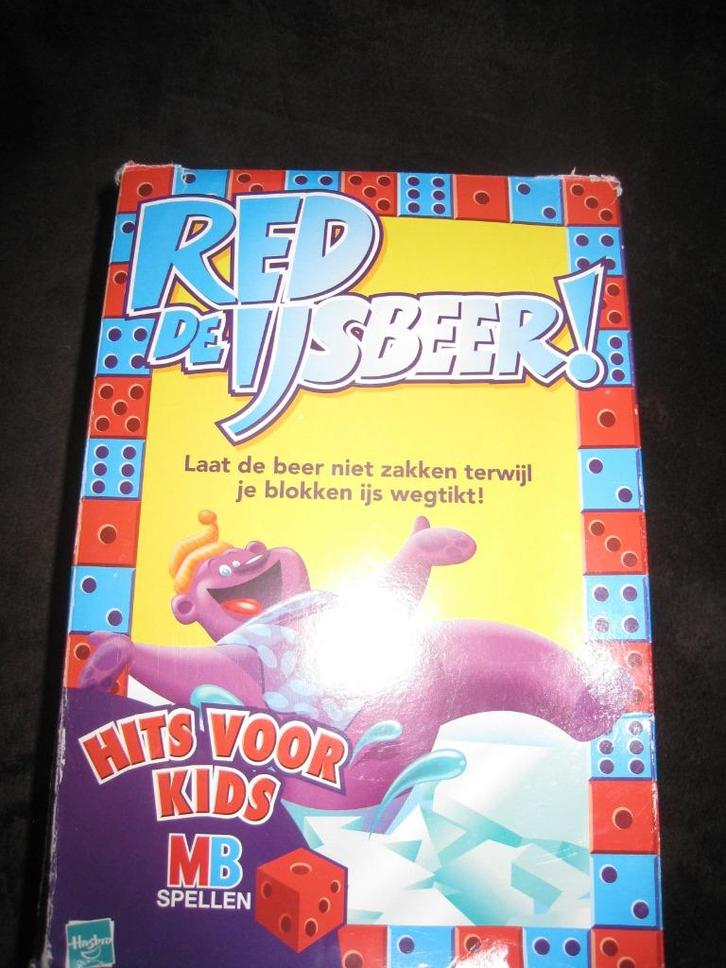 RED
DE IJSBEER!
Laat de beer niet zakken terwijl
je blokken ijs wegtikt!
HITS VOOR
KIDS
MB
SPELLEN
Hasbro